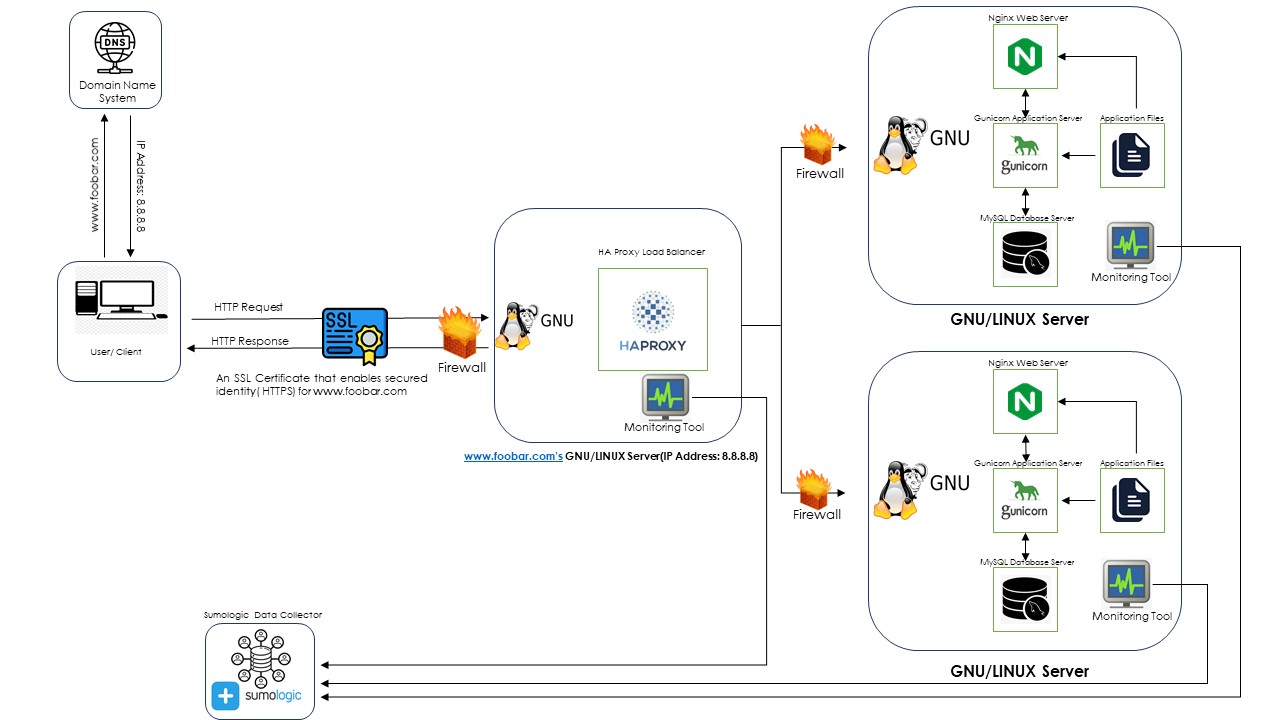 DNS
Domain Name
System
www.foobar.com
IP Address: 8.8.8.8
User/ Client
HTTP Request
HTTP Response
SSL
An SSL Certificate that enables secured
identity( HTTPS) for www.foobar.com
Firewall
GNU
HA Proxy Load Balancer
HAPROXY
Monitoring Tool
www.foobar.com's GNU/LINUX Server(IP Address: 8.8.8.8)
Firewall
Firewall
Nginx Web Server
N
GNU
Gunicorn Application Server
gunicorn
Application Files
MySQL Database Server
Monitoring Tool
GNU/LINUX Server
Nginx Web Server
N
GNU
Gunicorn Application Server
gunicorn
Application Files
MySQL Database Server
Monitoring Tool
GNU/LINUX Server
Sumologic Data Collector
sumologic